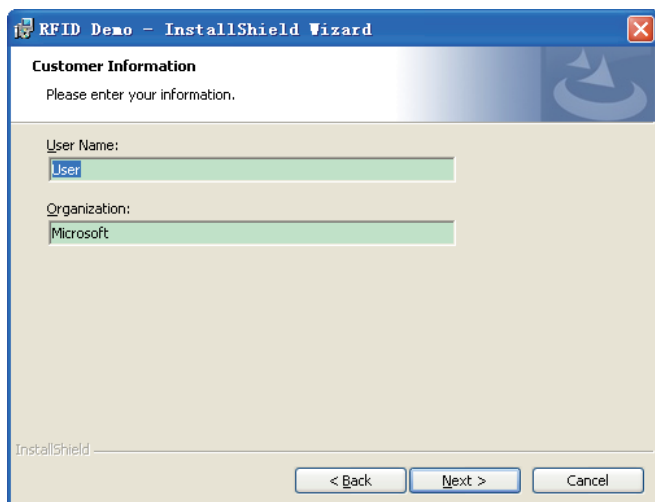 RFID Demo - InstallShield Wizard
Customer Information
Please enter your information.
User Name:
User
Organization:
Microsoft
InstallShield
< Back
Next >
Cancel